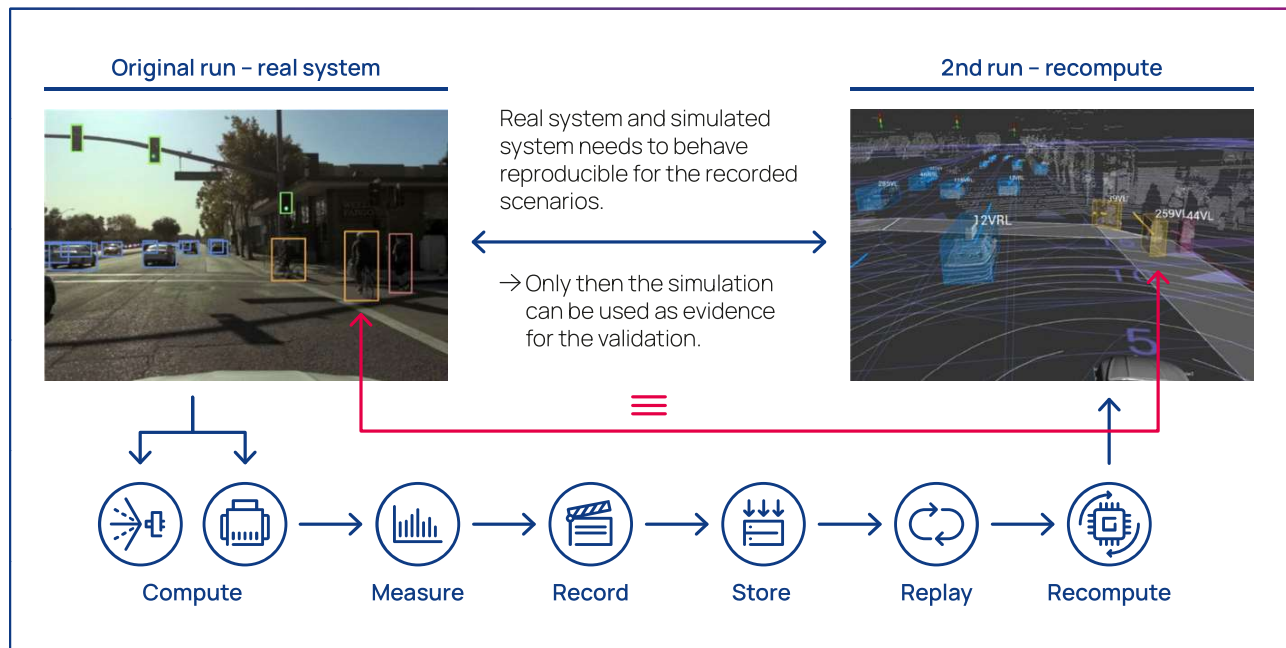 Original run – real system
2nd run – recompute
Real system and simulated
system needs to behave
reproducible for the recorded
scenarios.
→ Only then the simulation
can be used as evidence
for the validation.
12VRL
39VL
259VL
44VL
5
Compute
Measure
Record
Store
Replay
Recompute